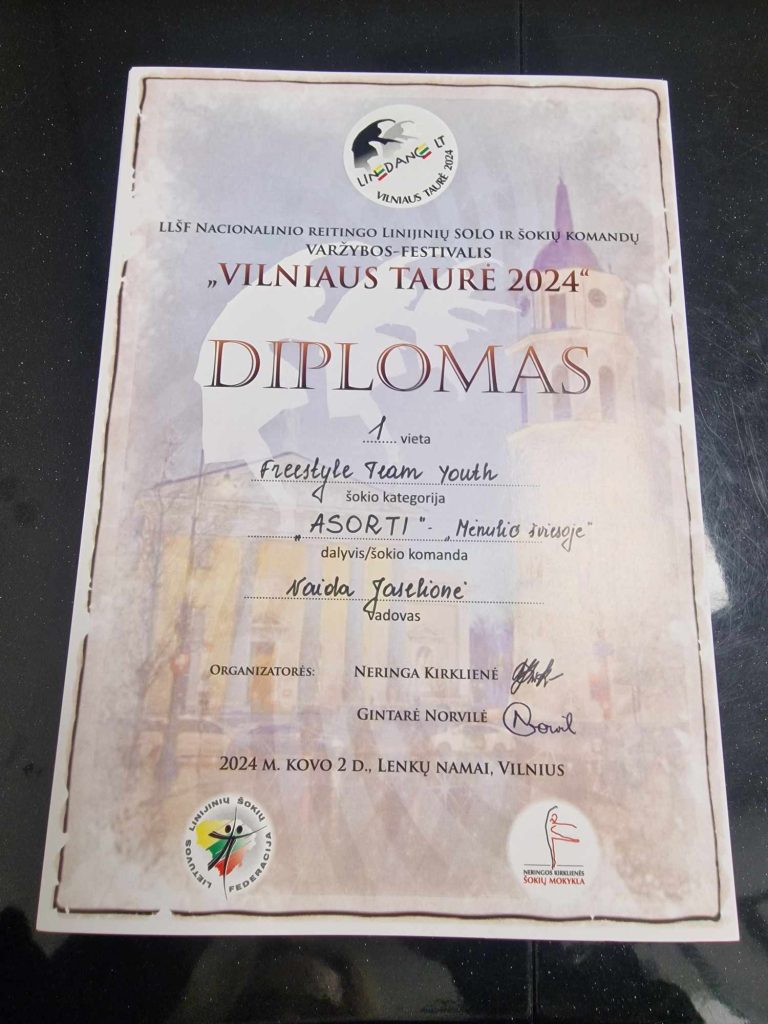 LINEDANCE LT
VILNIAUS TAURĖ 2024
LLŠF NACIONALINIO REITINGO LINIJINIŲ SOLO IR ŠOKIŲ KOMANDŲ
VARŽYBOS-FESTIVALIS
„VILNIAUS TAURĖ 2024“
DIPLOMAS
1 vieta
Freestyle Team Youth
šokio kategorija
„ASORTI" - „Mėnulio šviesoje"
dalyvis/šokio komanda
Naida Jaselionė
vadovas
ORGANIZATORĖS: NERINGA KIRKLIENĖ
GINTARĖ NORVILĖ
2024 M. KOVO 2 D., LENKŲ NAMAI, VILNIUS
LIETUVOS LINIJINIŲ ŠOKIŲ FEDERACIJA
NERINGOS KIRKLIENĖS
ŠOKIŲ MOKYKLA